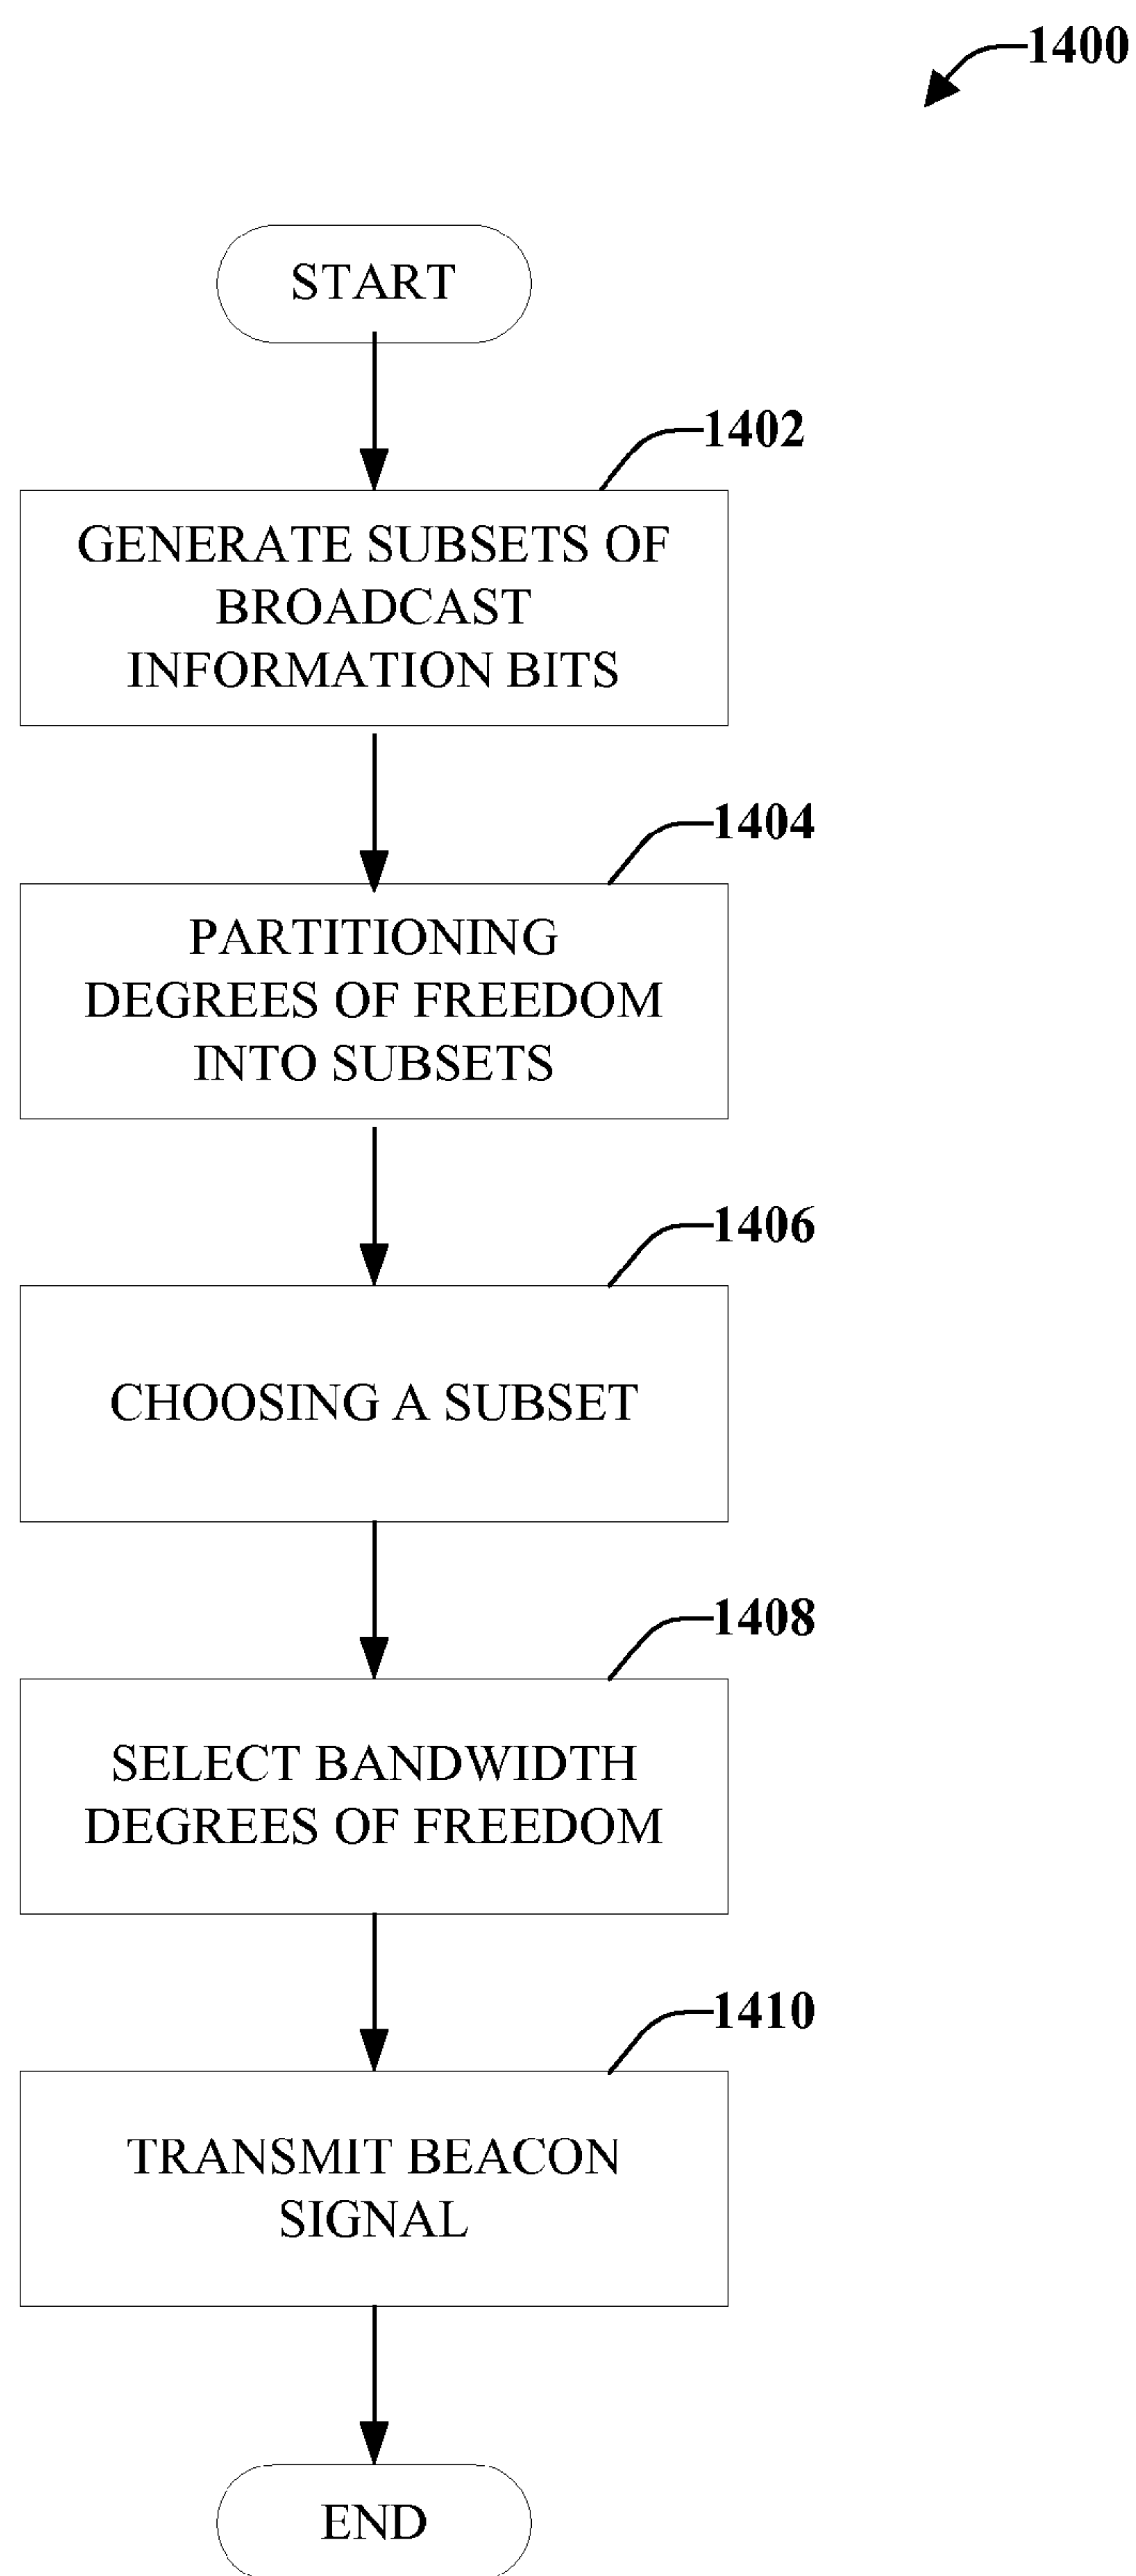 1400
START
1402
GENERATE SUBSETS OF
BROADCAST
INFORMATION BITS
1404
PARTITIONING
DEGREES OF FREEDOM
INTO SUBSETS
1406
CHOOSING A SUBSET
1408
SELECT BANDWIDTH
DEGREES OF FREEDOM
1410
TRANSMIT BEACON
SIGNAL
END